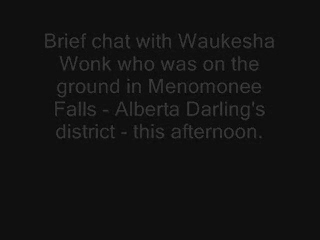 Brief chat with Waukesha
Wonk who was on the
ground in Menomonee
Falls - Alberta Darling's
district - this afternoon.